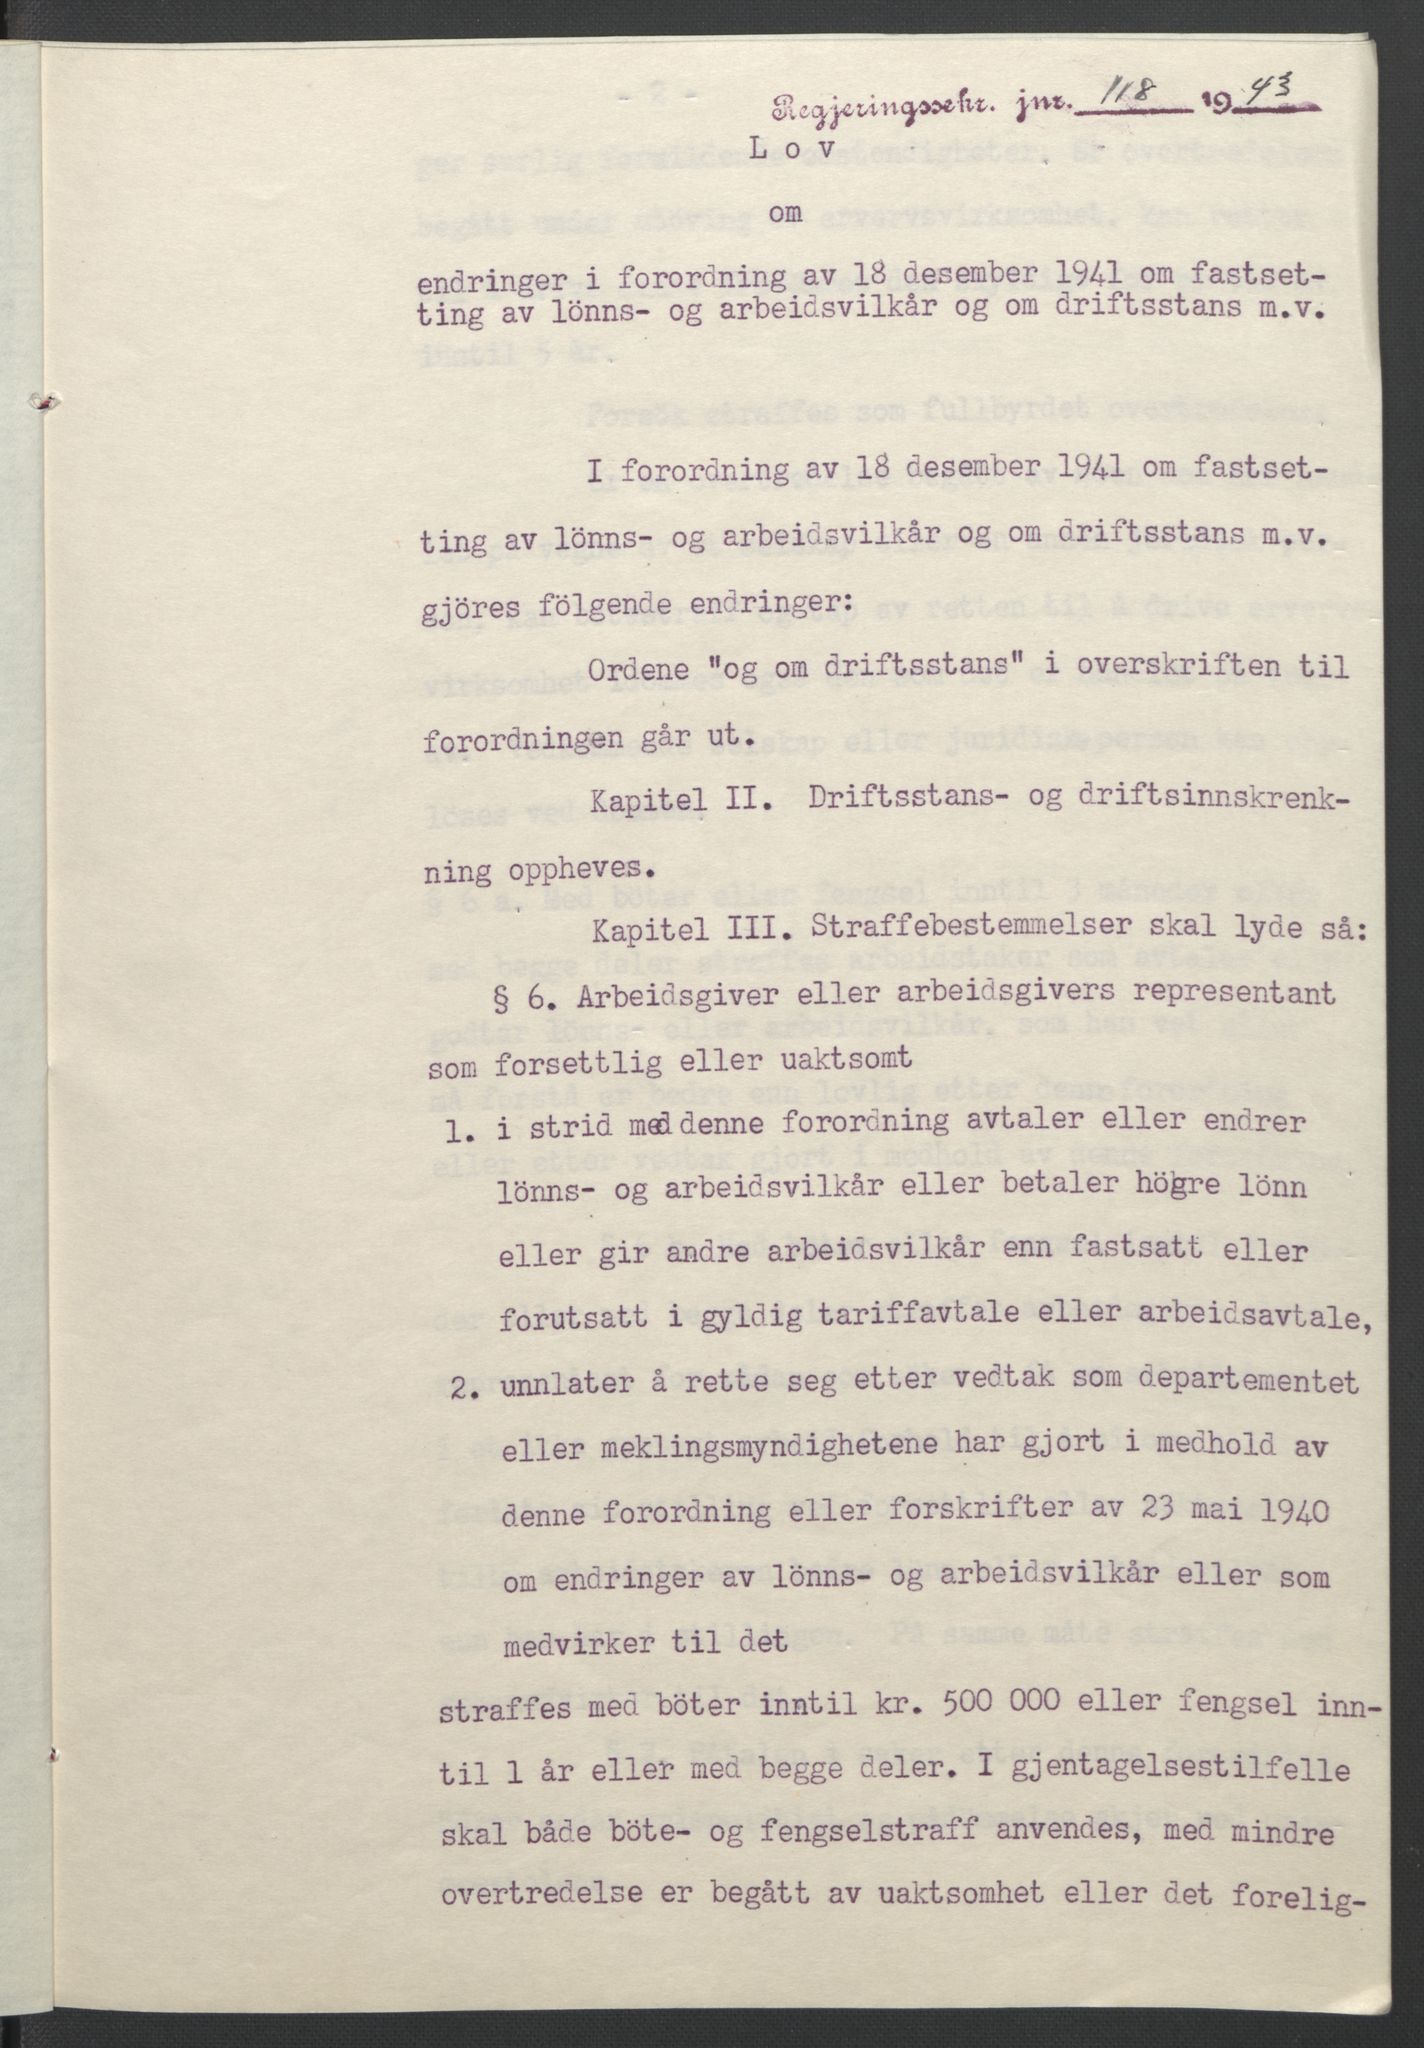 Regjeringssekr. jnr. 118 1943
Lov
om
endringer i forordning av 18 desember 1941 om fastset-
ting av lönns- og arbeidsvilkår og om driftsstans m.v.
I forordning av 18 desember 1941 om fastset-
ting av lönns- og arbeidsvilkår og om driftsstans m.v.
gjöres fölgende endringer:
Ordene "og om driftsstans" i overskriften til
forordningen går ut.
Kapitel II. Driftsstans- og driftsinnskrenk-
ning oppheves.
Kapitel III. Straffebestemmelser skal lyde så:
§ 6. Arbeidsgiver eller arbeidsgivers representant
som forsettlig eller uaktsomt
1. i strid med denne forordning avtaler eller endrer
lönns- og arbeidsvilkår eller betaler högre lönn
eller gir andre arbeidsvilkår enn fastsatt eller
forutsatt i gyldig tariffavtale eller arbeidsavtale,
2. unnlater å rette seg etter vedtak som departementet
eller meklingsmyndighetene har gjort i medhold av
denne forordning eller forskrifter av 23 mai 1940
om endringer av lönns- og arbeidsvilkår eller som
medvirker til det
straffes med böter inntil kr. 500 000 eller fengsel inn-
til 1 år eller med begge deler. I gjentagelsestilfelle
skal både böte- og fengselstraff anvendes, med mindre
overtredelse er begått av uaktsomhet eller det forelig-